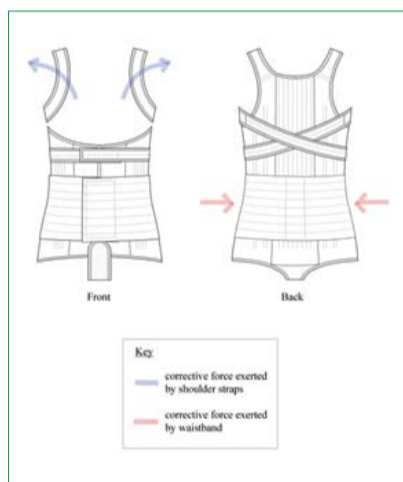 Front
Back
Key
corrective force exerted
by shoulder straps
corrective force exerted
by waistband